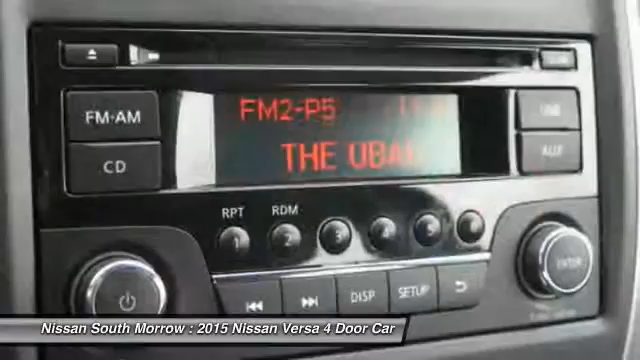 FM-AM
CD
FM2-P5
THE UBA
AUX
RPT
RDM
1
2
3
4
5
6
DISP
SETUP
ENTER
Nissan South Morrow : 2015 Nissan Versa 4 Door Car